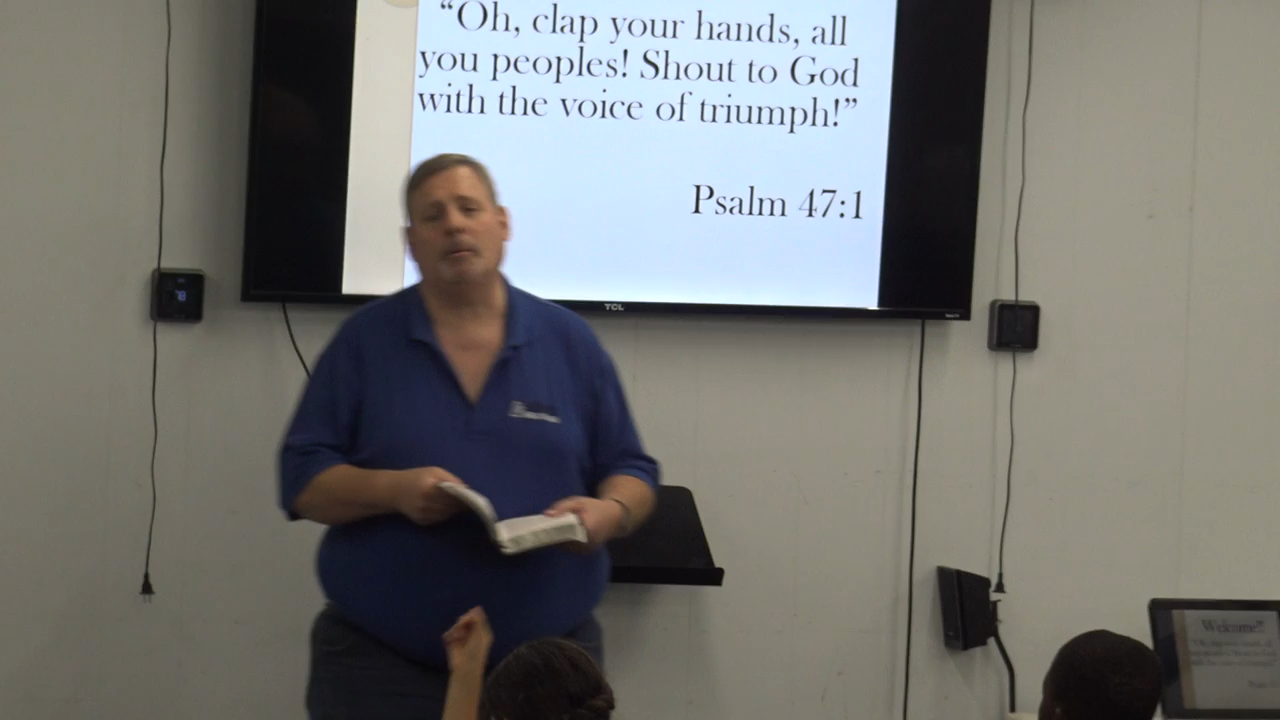 “Oh, clap your hands, all
you peoples! Shout to God
with the voice of triumph!”
Psalm 47:1
TCL
Welcome!!